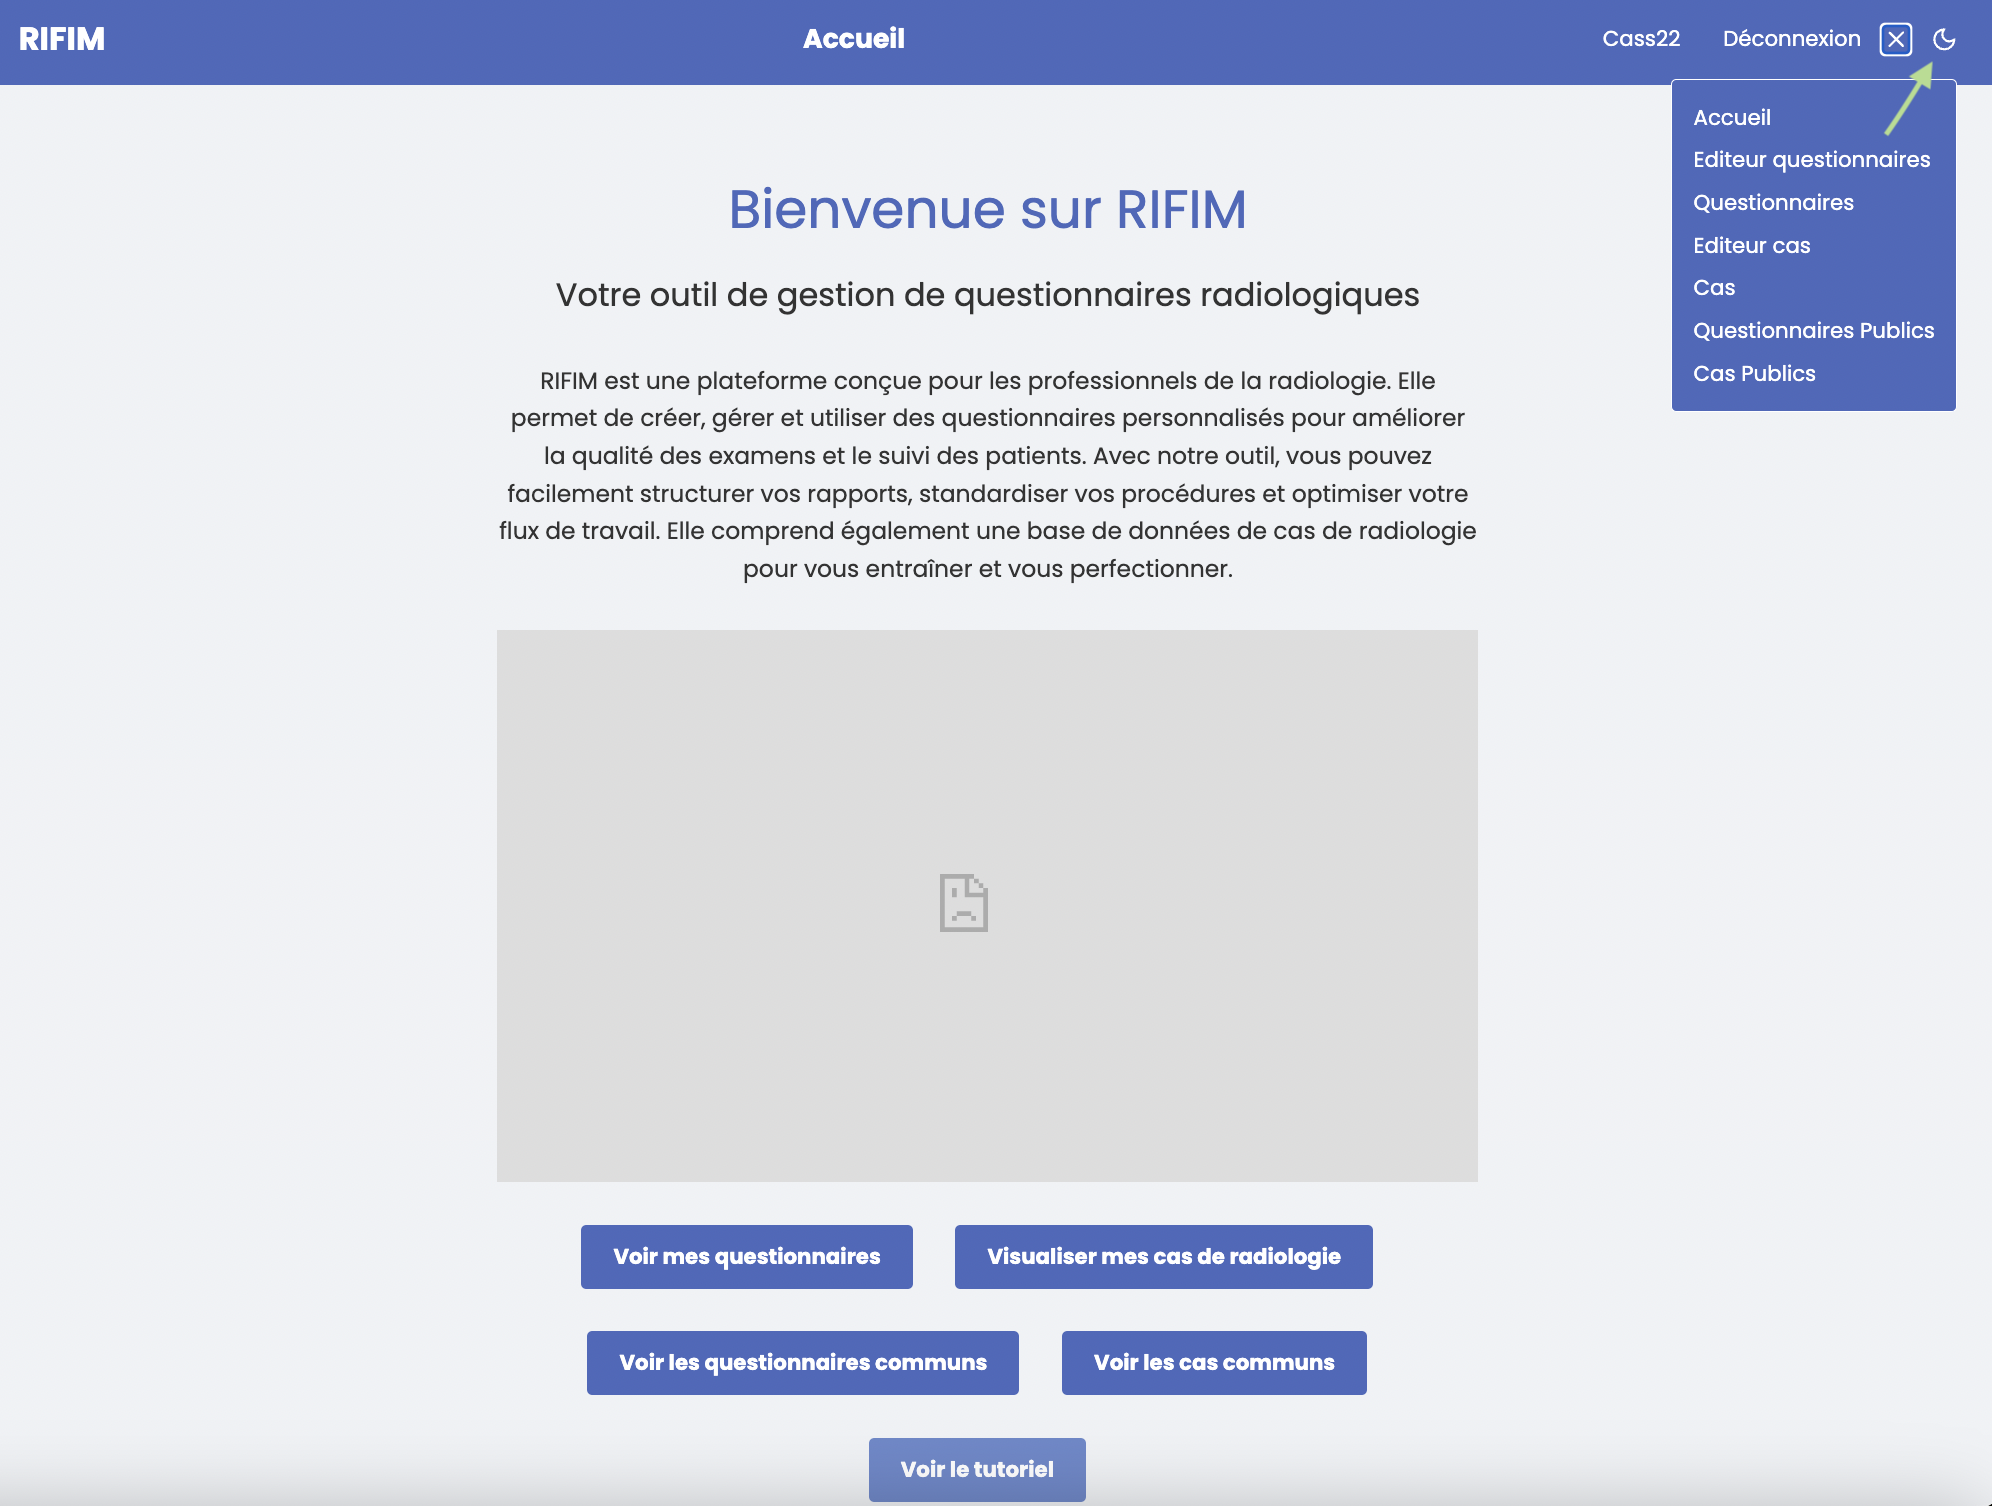 RIFIM
Accueil
Cass22
Déconnexion
Accueil
Editeur questionnaires
Questionnaires
Editeur cas
Cas
Questionnaires Publics
Cas Publics
Bienvenue sur RIFIM
Votre outil de gestion de questionnaires radiologiques
RIFIM est une plateforme conçue pour les professionnels de la radiologie. Elle
permet de créer, gérer et utiliser des questionnaires personnalisés pour améliorer
la qualité des examens et le suivi des patients. Avec notre outil, vous pouvez
facilement structurer vos rapports, standardiser vos procédures et optimiser votre
flux de travail. Elle comprend également une base de données de cas de radiologie
pour vous entraîner et vous perfectionner.
Voir mes questionnaires
Visualiser mes cas de radiologie
Voir les questionnaires communs
Voir les cas communs
Voir le tutoriel